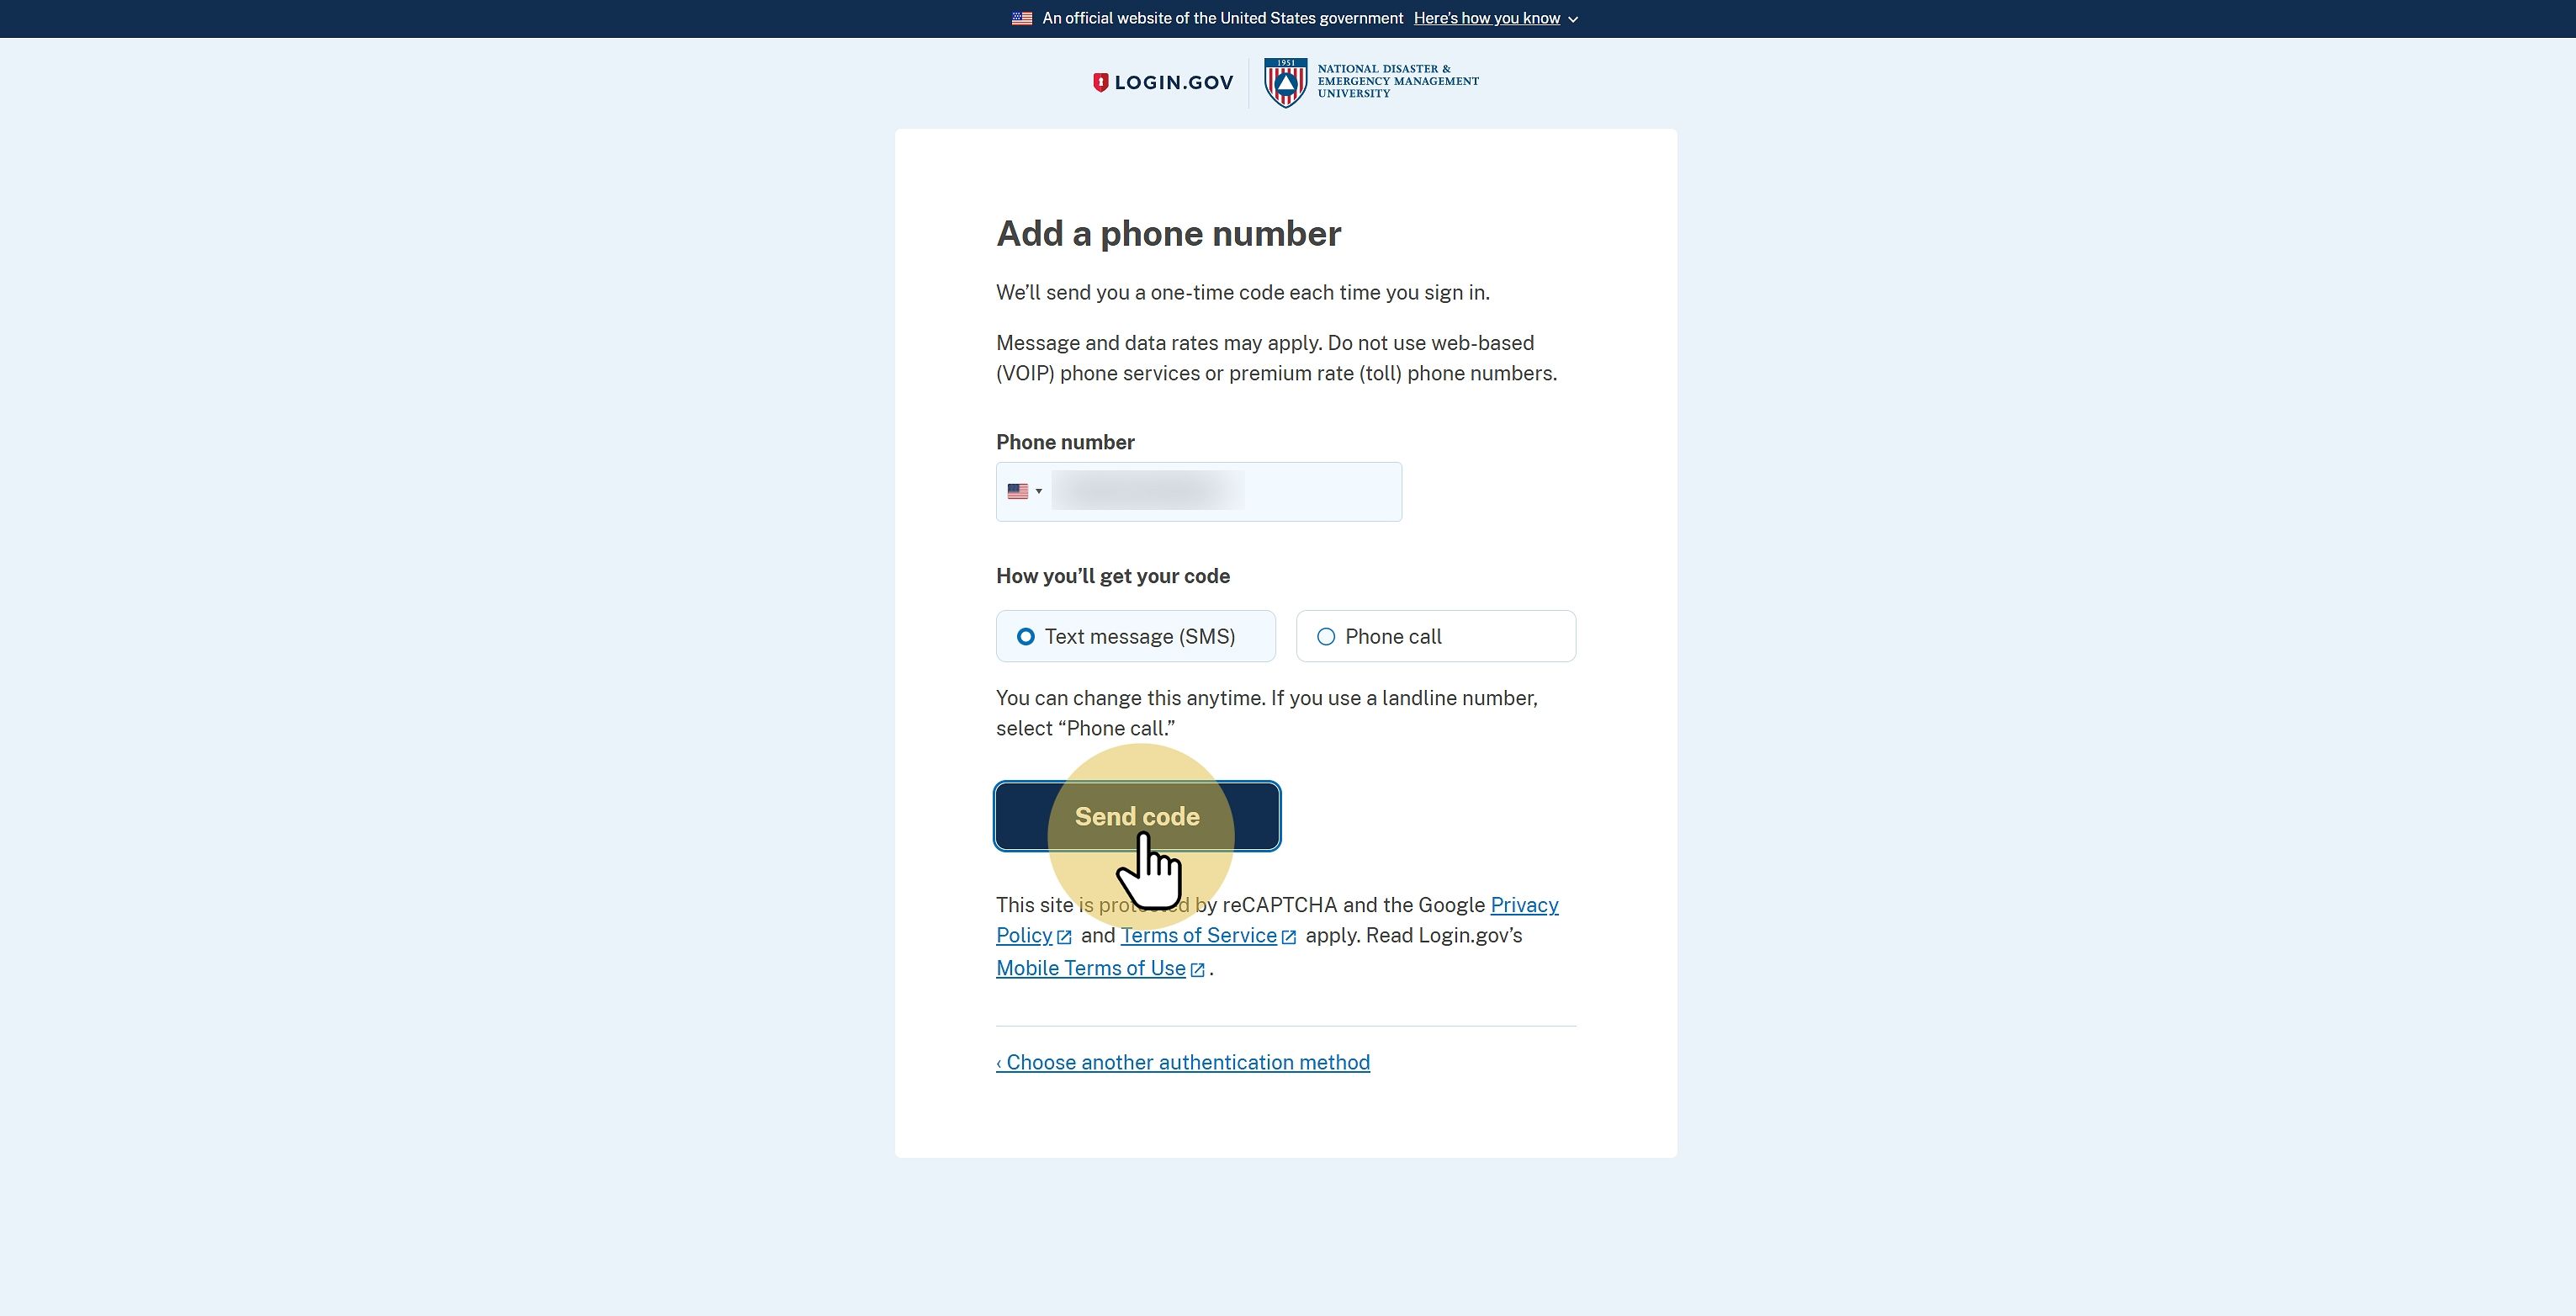 An official website of the United States government Here's how you know
LOGIN.GOV
1951
NATIONAL DISASTER &
EMERGENCY MANAGEMENT
UNIVERSITY
Add a phone number
We’ll send you a one-time code each time you sign in.
Message and data rates may apply. Do not use web-based
(VOIP) phone services or premium rate (toll) phone numbers.
Phone number
How you’ll get your code
Text message (SMS)
Phone call
You can change this anytime. If you use a landline number,
select “Phone call.”
Send code
This site is protected by reCAPTCHA and the Google Privacy
Policy and Terms of Service apply. Read Login.gov’s
Mobile Terms of Use .
‹ Choose another authentication method